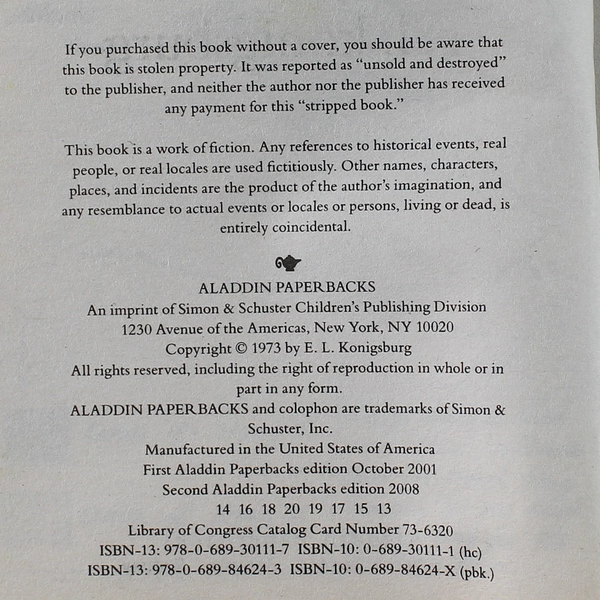 If you purchased this book without a cover, you should be aware that
this book is stolen property. It was reported as “unsold and destroyed”
to the publisher, and neither the author nor the publisher has received
any payment for this “stripped book.”
This book is a work of fiction. Any references to historical events, real
people, or real locales are used fictitiously. Other names, characters,
places, and incidents are the product of the author’s imagination, and
any resemblance to actual events or locales or persons, living or dead, is
entirely coincidental.
ALADDIN PAPERBACKS
An imprint of Simon & Schuster Children’s Publishing Division
1230 Avenue of the Americas, New York, NY 10020
Copyright © 1973 by E. L. Konigsburg
All rights reserved, including the right of reproduction in whole or in
part in any form.
ALADDIN PAPERBACKS and colophon are trademarks of Simon &
Schuster, Inc.
Manufactured in the United States of America
First Aladdin Paperbacks edition October 2001
Second Aladdin Paperbacks edition 2008
14 16 18 20 19 17 15 13
Library of Congress Catalog Card Number 73-6320
ISBN-13: 978-0-689-30111-7 ISBN-10: 0-689-30111-1 (hc)
ISBN-13: 978-0-689-84624-3 ISBN-10: 0-689-84624-X (pbk.)